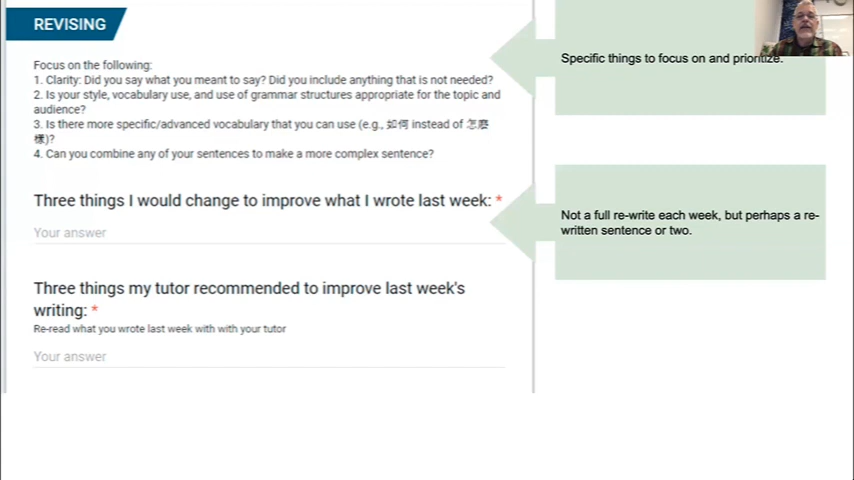 REVISING
Focus on the following:
1. Clarity: Did you say what you meant to say? Did you include anything that is not needed?
2. Is your style, vocabulary use, and use of grammar structures appropriate for the topic and
audience?
3. Is there more specific/advanced vocabulary that you can use (e.g., 如何 instead of 怎麼
樣)?
4. Can you combine any of your sentences to make a more complex sentence?
Three things I would change to improve what I wrote last week: *
Your answer
Three things my tutor recommended to improve last week's
writing: *
Re-read what you wrote last week with with your tutor
Your answer
Specific things to focus on and prioritize.
Not a full re-write each week, but perhaps a re-
written sentence or two.